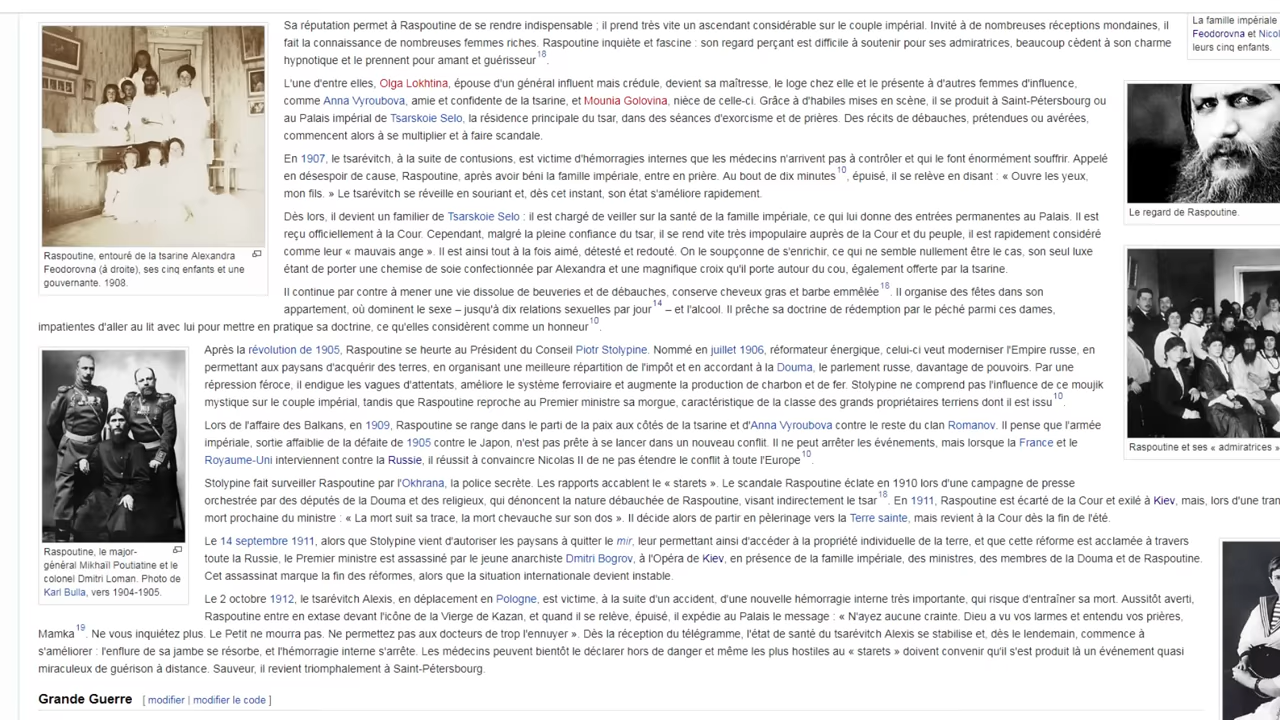 Sa réputation permet à Raspoutine de se rendre indispensable ; il prend très vite un ascendant considérable sur le couple impérial. Invité à de nombreuses réceptions mondaines, il
fait la connaissance de nombreuses femmes riches. Raspoutine inquiète et fascine : son regard perçant est difficile à soutenir pour ses admiratrices, beaucoup cèdent à son charme
hypnotique et le prennent pour amant et guérisseur18.
L'une d'entre elles, Olga Lokhtina, épouse d'un général influent mais crédule, devient sa maîtresse, le loge chez elle et le présente à d'autres femmes d'influence,
comme Anna Vyroubova, amie et confidente de la tsarine, et Mounia Golovina, nièce de celle-ci. Grâce à d'habiles mises en scène, il se produit à Saint-Pétersbourg ou
au Palais impérial de Tsarskoie Selo, la résidence principale du tsar, dans des séances d'exorcisme et de prières. Des récits de débauches, prétendues ou avérées,
commencent alors à se multiplier et à faire scandale.
En 1907, le tsarévitch, à la suite de contusions, est victime d'hémorragies internes que les médecins n'arrivent pas à contrôler et qui le font énormément souffrir. Appelé
en désespoir de cause, Raspoutine, après avoir béni la famille impériale, entre en prière. Au bout de dix minutes10, épuisé, il se relève en disant : « Ouvre les yeux,
mon fils. » Le tsarévitch se réveille en souriant et, dès cet instant, son état s'améliore rapidement.
Dès lors, il devient un familier de Tsarskoie Selo : il est chargé de veiller sur la santé de la famille impériale, ce qui lui donne des entrées permanentes au Palais. Il est
reçu officiellement à la Cour. Cependant, malgré la pleine confiance du tsar, il se rend vite très impopulaire auprès de la Cour et du peuple, il est rapidement considéré
comme leur « mauvais ange ». Il est ainsi tout à la fois aimé, détesté et redouté. On le soupçonne de s'enrichir, ce qui ne semble nullement être le cas, son seul luxe
étant de porter une chemise de soie confectionnée par Alexandra et une magnifique croix qu'il porte autour du cou, également offerte par la tsarine.
Il continue par contre à mener une vie dissolue de beuveries et de débauches, conserve cheveux gras et barbe emmêlée18. Il organise des fêtes dans son
appartement, où dominent le sexe – jusqu'à dix relations sexuelles par jour14 – et l'alcool. Il prêche sa doctrine de rédemption par le péché parmi ces dames,
impatientes d'aller au lit avec lui pour mettre en pratique sa doctrine, ce qu'elles considèrent comme un honneur10.
Raspoutine, entouré de la tsarine Alexandra
Feodorovna (à droite), ses cinq enfants et une
gouvernante. 1908.
La famille impériale
Feodorovna et Nicol
leurs cinq enfants.
Le regard de Raspoutine.
Raspoutine et ses « admiratrices »
Après la révolution de 1905, Raspoutine se heurte au Président du Conseil Piotr Stolypine. Nommé en juillet 1906, réformateur énergique, celui-ci veut moderniser l'Empire russe, en
permettant aux paysans d'acquérir des terres, en organisant une meilleure répartition de l'impôt et en accordant à la Douma, le parlement russe, davantage de pouvoirs. Par une
répression féroce, il endigue les vagues d'attentats, améliore le système ferroviaire et augmente la production de charbon et de fer. Stolypine ne comprend pas l'influence de ce moujik
mystique sur le couple impérial, tandis que Raspoutine reproche au Premier ministre sa morgue, caractéristique de la classe des grands propriétaires terriens dont il est issu10.
Lors de l'affaire des Balkans, en 1909, Raspoutine se range dans le parti de la paix aux côtés de la tsarine et d'Anna Vyroubova contre le reste du clan Romanov. Il pense que l'armée
impériale, sortie affaiblie de la défaite de 1905 contre le Japon, n'est pas prête à se lancer dans un nouveau conflit. Il ne peut arrêter les événements, mais lorsque la France et le
Royaume-Uni interviennent contre la Russie, il réussit à convaincre Nicolas II de ne pas étendre le conflit à toute l'Europe10.
Stolypine fait surveiller Raspoutine par l'Okhrana, la police secrète. Les rapports accablent le « starets ». Le scandale Raspoutine éclate en 1910 lors d'une campagne de presse
orchestrée par des députés de la Douma et des religieux, qui dénoncent la nature débauchée de Raspoutine, visant indirectement le tsar18. En 1911, Raspoutine est écarté de la Cour et exilé à Kiev, mais, lors d'une tran
mort prochaine du ministre : « La mort suit sa trace, la mort chevauche sur son dos ». Il décide alors de partir en pèlerinage vers la Terre sainte, mais revient à la Cour dès la fin de l'été.
Le 14 septembre 1911, alors que Stolypine vient d'autoriser les paysans à quitter le mir, leur permettant ainsi d'accéder à la propriété individuelle de la terre, et que cette réforme est acclamée à travers
toute la Russie, le Premier ministre est assassiné par le jeune anarchiste Dmitri Bogrov, à l'Opéra de Kiev, en présence de la famille impériale, des ministres, des membres de la Douma et de Raspoutine.
Cet assassinat marque la fin des réformes, alors que la situation internationale devient instable.
Raspoutine, le major-
général Mikhaïl Poutiatine et le
colonel Dmitri Loman. Photo de
Karl Bulla, vers 1904-1905.
Le 2 octobre 1912, le tsarévitch Alexis, en déplacement en Pologne, est victime, à la suite d'un accident, d'une nouvelle hémorragie interne très importante, qui risque d'entraîner sa mort. Aussitôt averti,
Raspoutine entre en extase devant l'icône de la Vierge de Kazan, et quand il se relève, épuisé, il expédie au Palais le message : « N'ayez aucune crainte. Dieu a vu vos larmes et entendu vos prières,
Mamka19. Ne vous inquiétez plus. Le Petit ne mourra pas. Ne permettez pas aux docteurs de trop l'ennuyer ». Dès la réception du télégramme, l'état de santé du tsarévitch Alexis se stabilise et, dès le lendemain, commence à
s'améliorer : l'enflure de sa jambe se résorbe, et l'hémorragie interne s'arrête. Les médecins peuvent bientôt le déclarer hors de danger et même les plus hostiles au « starets » doivent convenir qu'il s'est produit là un événement quasi
miraculeux de guérison à distance. Sauveur, il revient triomphalement à Saint-Pétersbourg.
Grande Guerre [ modifier | modifier le code ]